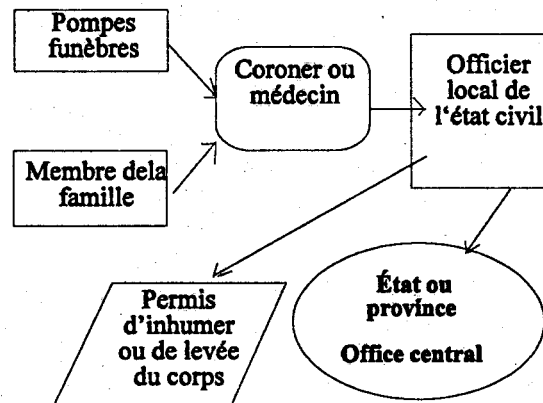 Pompes
funèbres
Coroner ou
médecin
Officier
local de
l'état civil
Membre dela
famille
Permis
d'inhumer
ou de levée
du corps
État ou
province
Office central